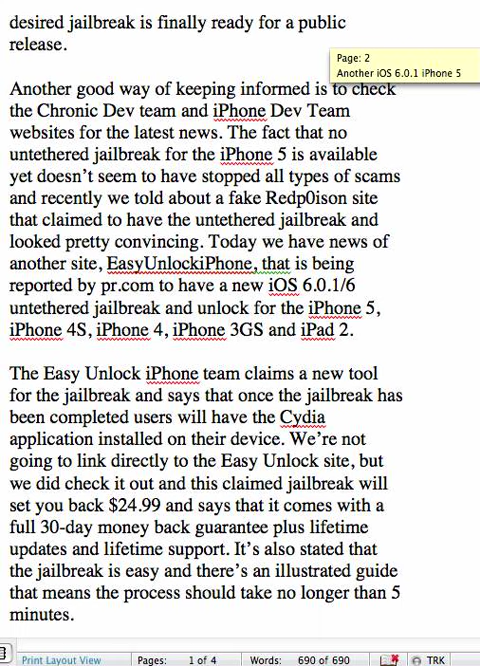 desired jailbreak is finally ready for a public
release.
Page: 2
Another iOS 6.0.1 iPhone 5
Another good way of keeping informed is to check
the Chronic Dev team and iPhone Dev Team
websites for the latest news. The fact that no
untethered jailbreak for the iPhone 5 is available
yet doesn’t seem to have stopped all types of scams
and recently we told about a fake Redp0ison site
that claimed to have the untethered jailbreak and
looked pretty convincing. Today we have news of
another site, EasyUnlockiPhone, that is being
reported by pr.com to have a new iOS 6.0.1/6
untethered jailbreak and unlock for the iPhone 5,
iPhone 4S, iPhone 4, iPhone 3GS and iPad 2.
The Easy Unlock iPhone team claims a new tool
for the jailbreak and says that once the jailbreak has
been completed users will have the Cydia
application installed on their device. We’re not
going to link directly to the Easy Unlock site, but
we did check it out and this claimed jailbreak will
set you back $24.99 and says that it comes with a
full 30-day money back guarantee plus lifetime
updates and lifetime support. It’s also stated that
the jailbreak is easy and there’s an illustrated guide
that means the process should take no longer than 5
minutes.
Print Layout View Pages: 1 of 4 Words: 690 of 690 TRK